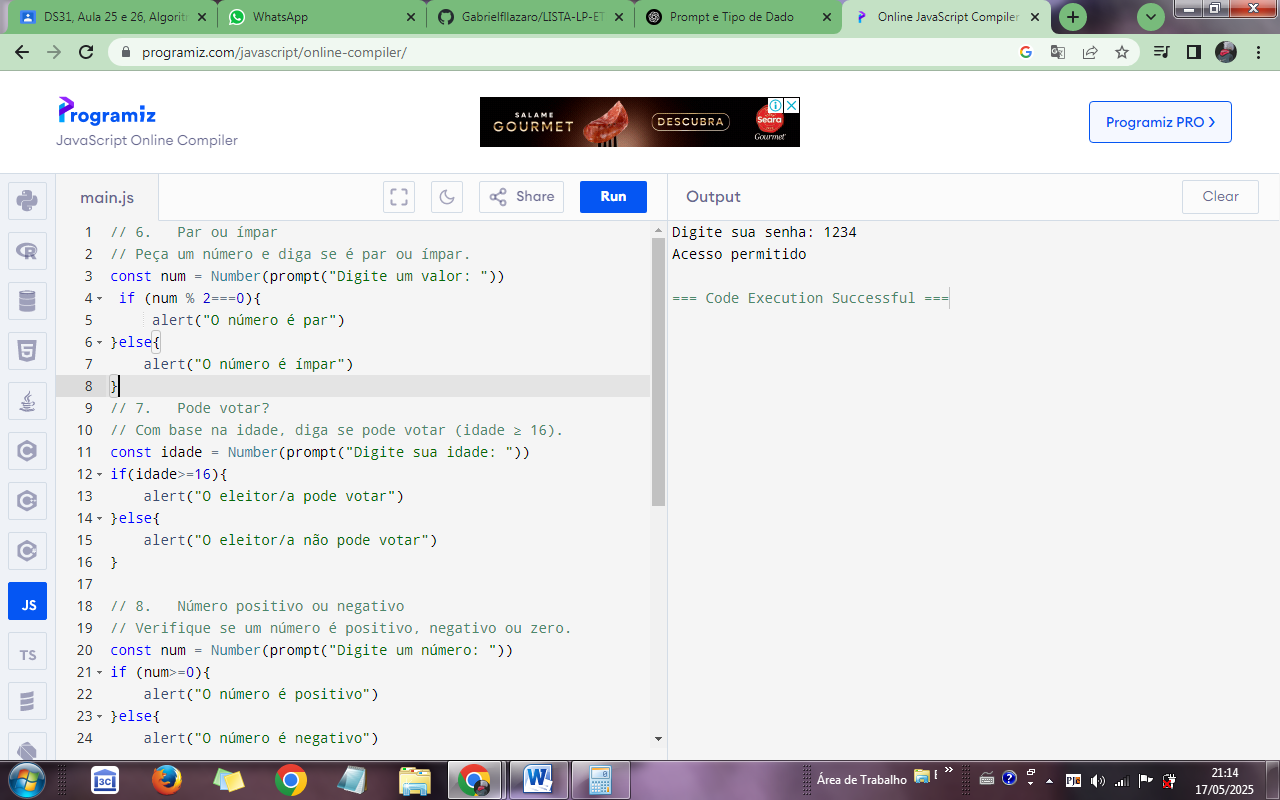 DS31, Aula 25 e 26, Algoritr
WhatsApp
Gabrielfllazaro/LISTA-LP-ET
Prompt e Tipo de Dado
Online JavaScript Compiler
programiz.com/javascript/online-compiler/
Programiz
JavaScript Online Compiler
SALAME
GOURMET
DESCUBRA
Seara
Gourmet
Programiz PRO
main.js
Share
Run
Output
Clear
1 // 6.   Par ou ímpar
2 // Peça um número e diga se é par ou ímpar.
3 const num = Number(prompt("Digite um valor: "))
4  if (num % 2===0){
5      alert("O número é par")
6 }else{
7     alert("O número é ímpar")
8 }
9 // 7.   Pode votar?
10 // Com base na idade, diga se pode votar (idade ≥ 16).
11 const idade = Number(prompt("Digite sua idade: "))
12 if(idade>=16){
13     alert("O eleitor/a pode votar")
14 }else{
15     alert("O eleitor/a não pode votar")
16 }
17
18 // 8.   Número positivo ou negativo
19 // Verifique se um número é positivo, negativo ou zero.
20 const num = Number(prompt("Digite um número: "))
21 if (num>=0){
22     alert("O número é positivo")
23 }else{
24     alert("O número é negativo")
Digite sua senha: 1234
Acesso permitido
=== Code Execution Successful ===
JS
TS
3C
W
Área de Trabalho
PJe
21:14
17/05/2025